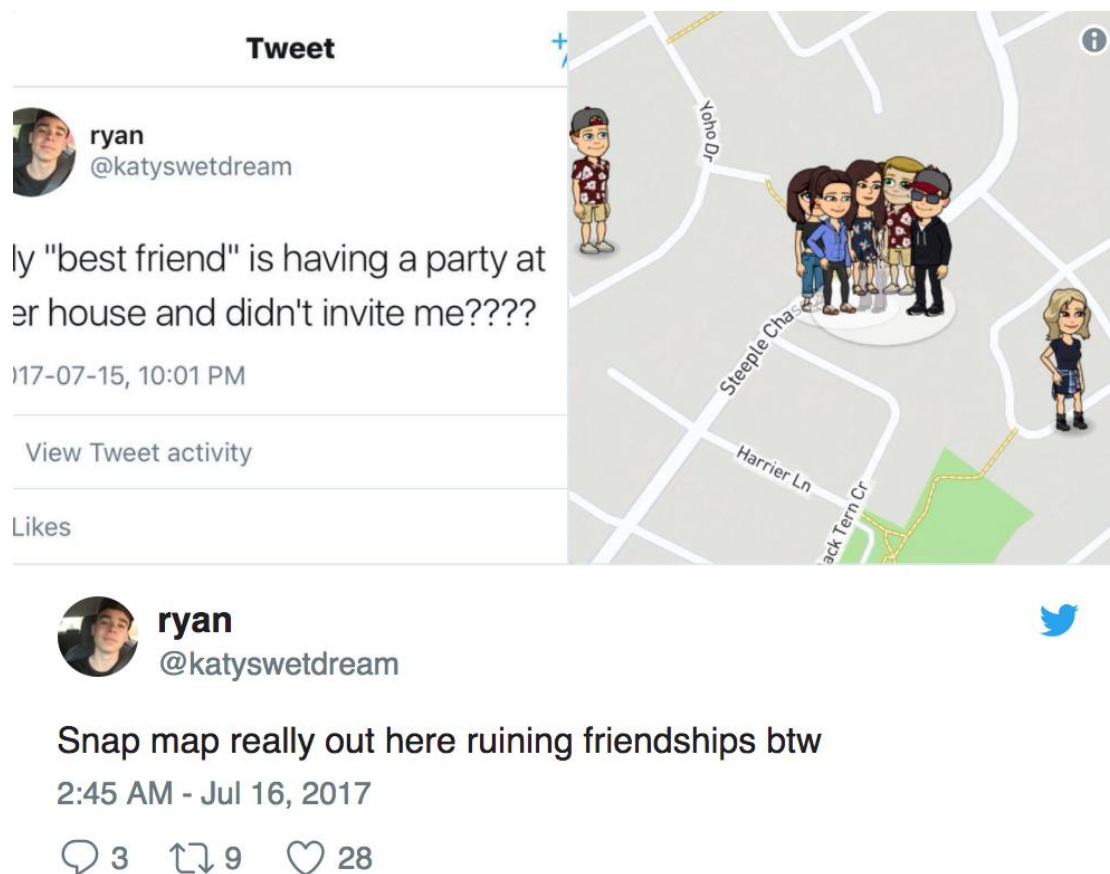 Tweet
ryan
@katyswetdream
ly "best friend" is having a party at
er house and didn't invite me????
17-07-15, 10:01 PM
View Tweet activity
Likes
Yoho Dr
Steeple Chas
Harrier Ln
ack Tern Cr
ryan
@katyswetdream
Snap map really out here ruining friendships btw
2:45 AM - Jul 16, 2017
3 9 28